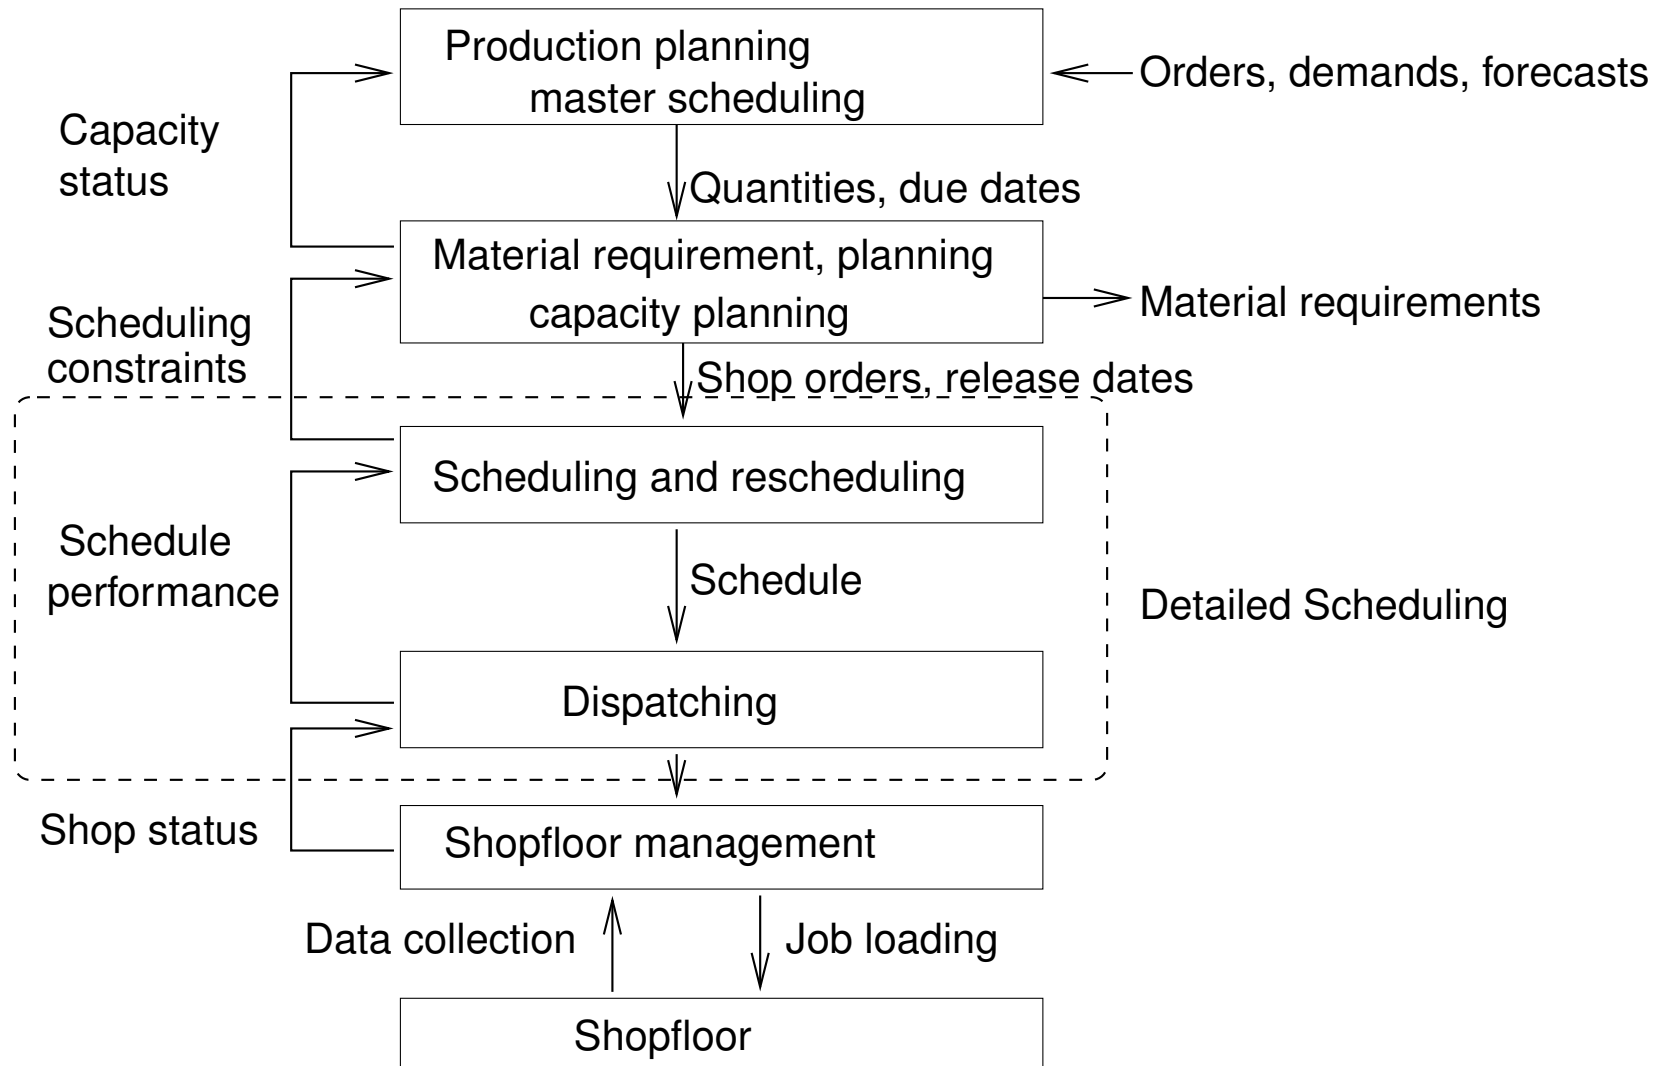 Production planning
master scheduling
Orders, demands, forecasts
Capacity
status
Quantities, due dates
Material requirement, planning
capacity planning
Material requirements
Scheduling
constraints
Shop orders, release dates
Scheduling and rescheduling
Schedule
performance
Schedule
Detailed Scheduling
Dispatching
Shop status
Shopfloor management
Data collection
Job loading
Shopfloor